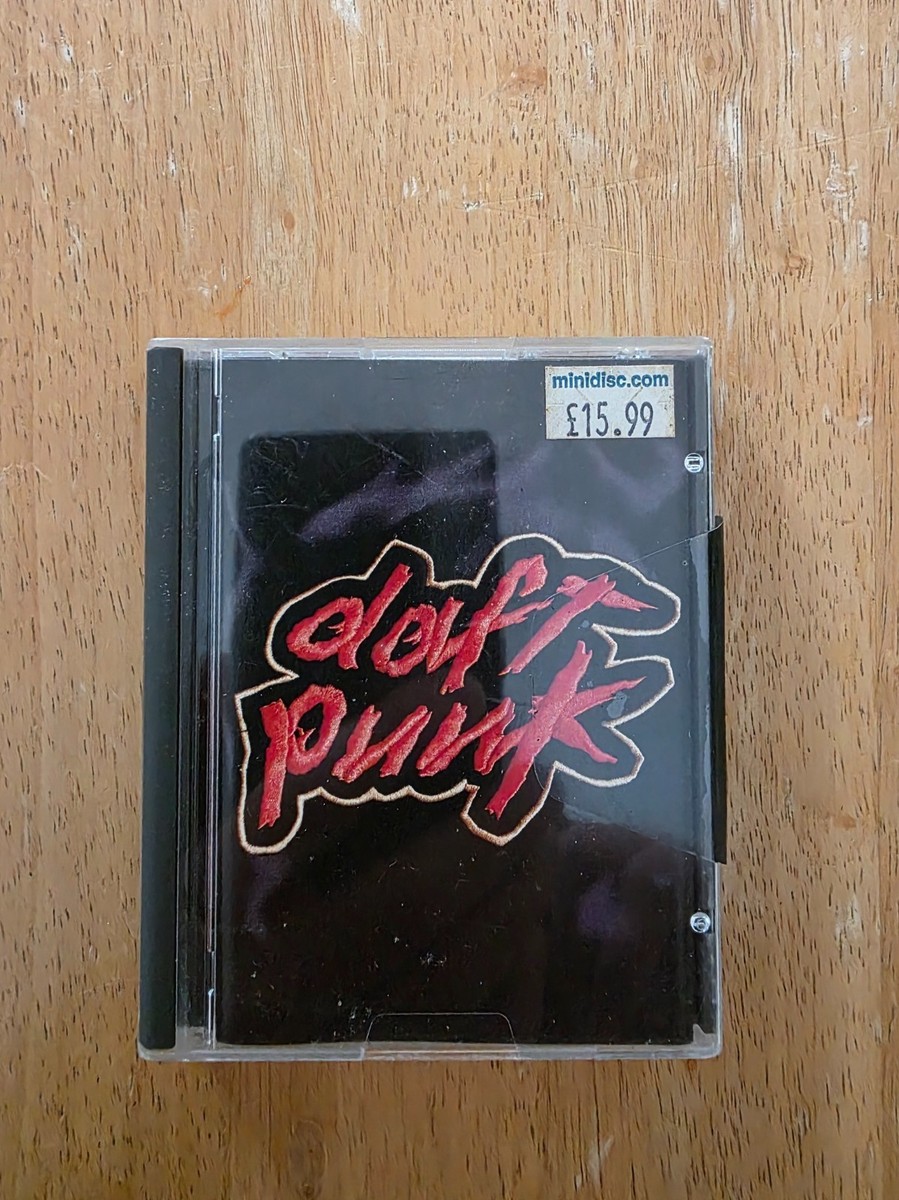 minidisc.com
£15.99
daft
punk